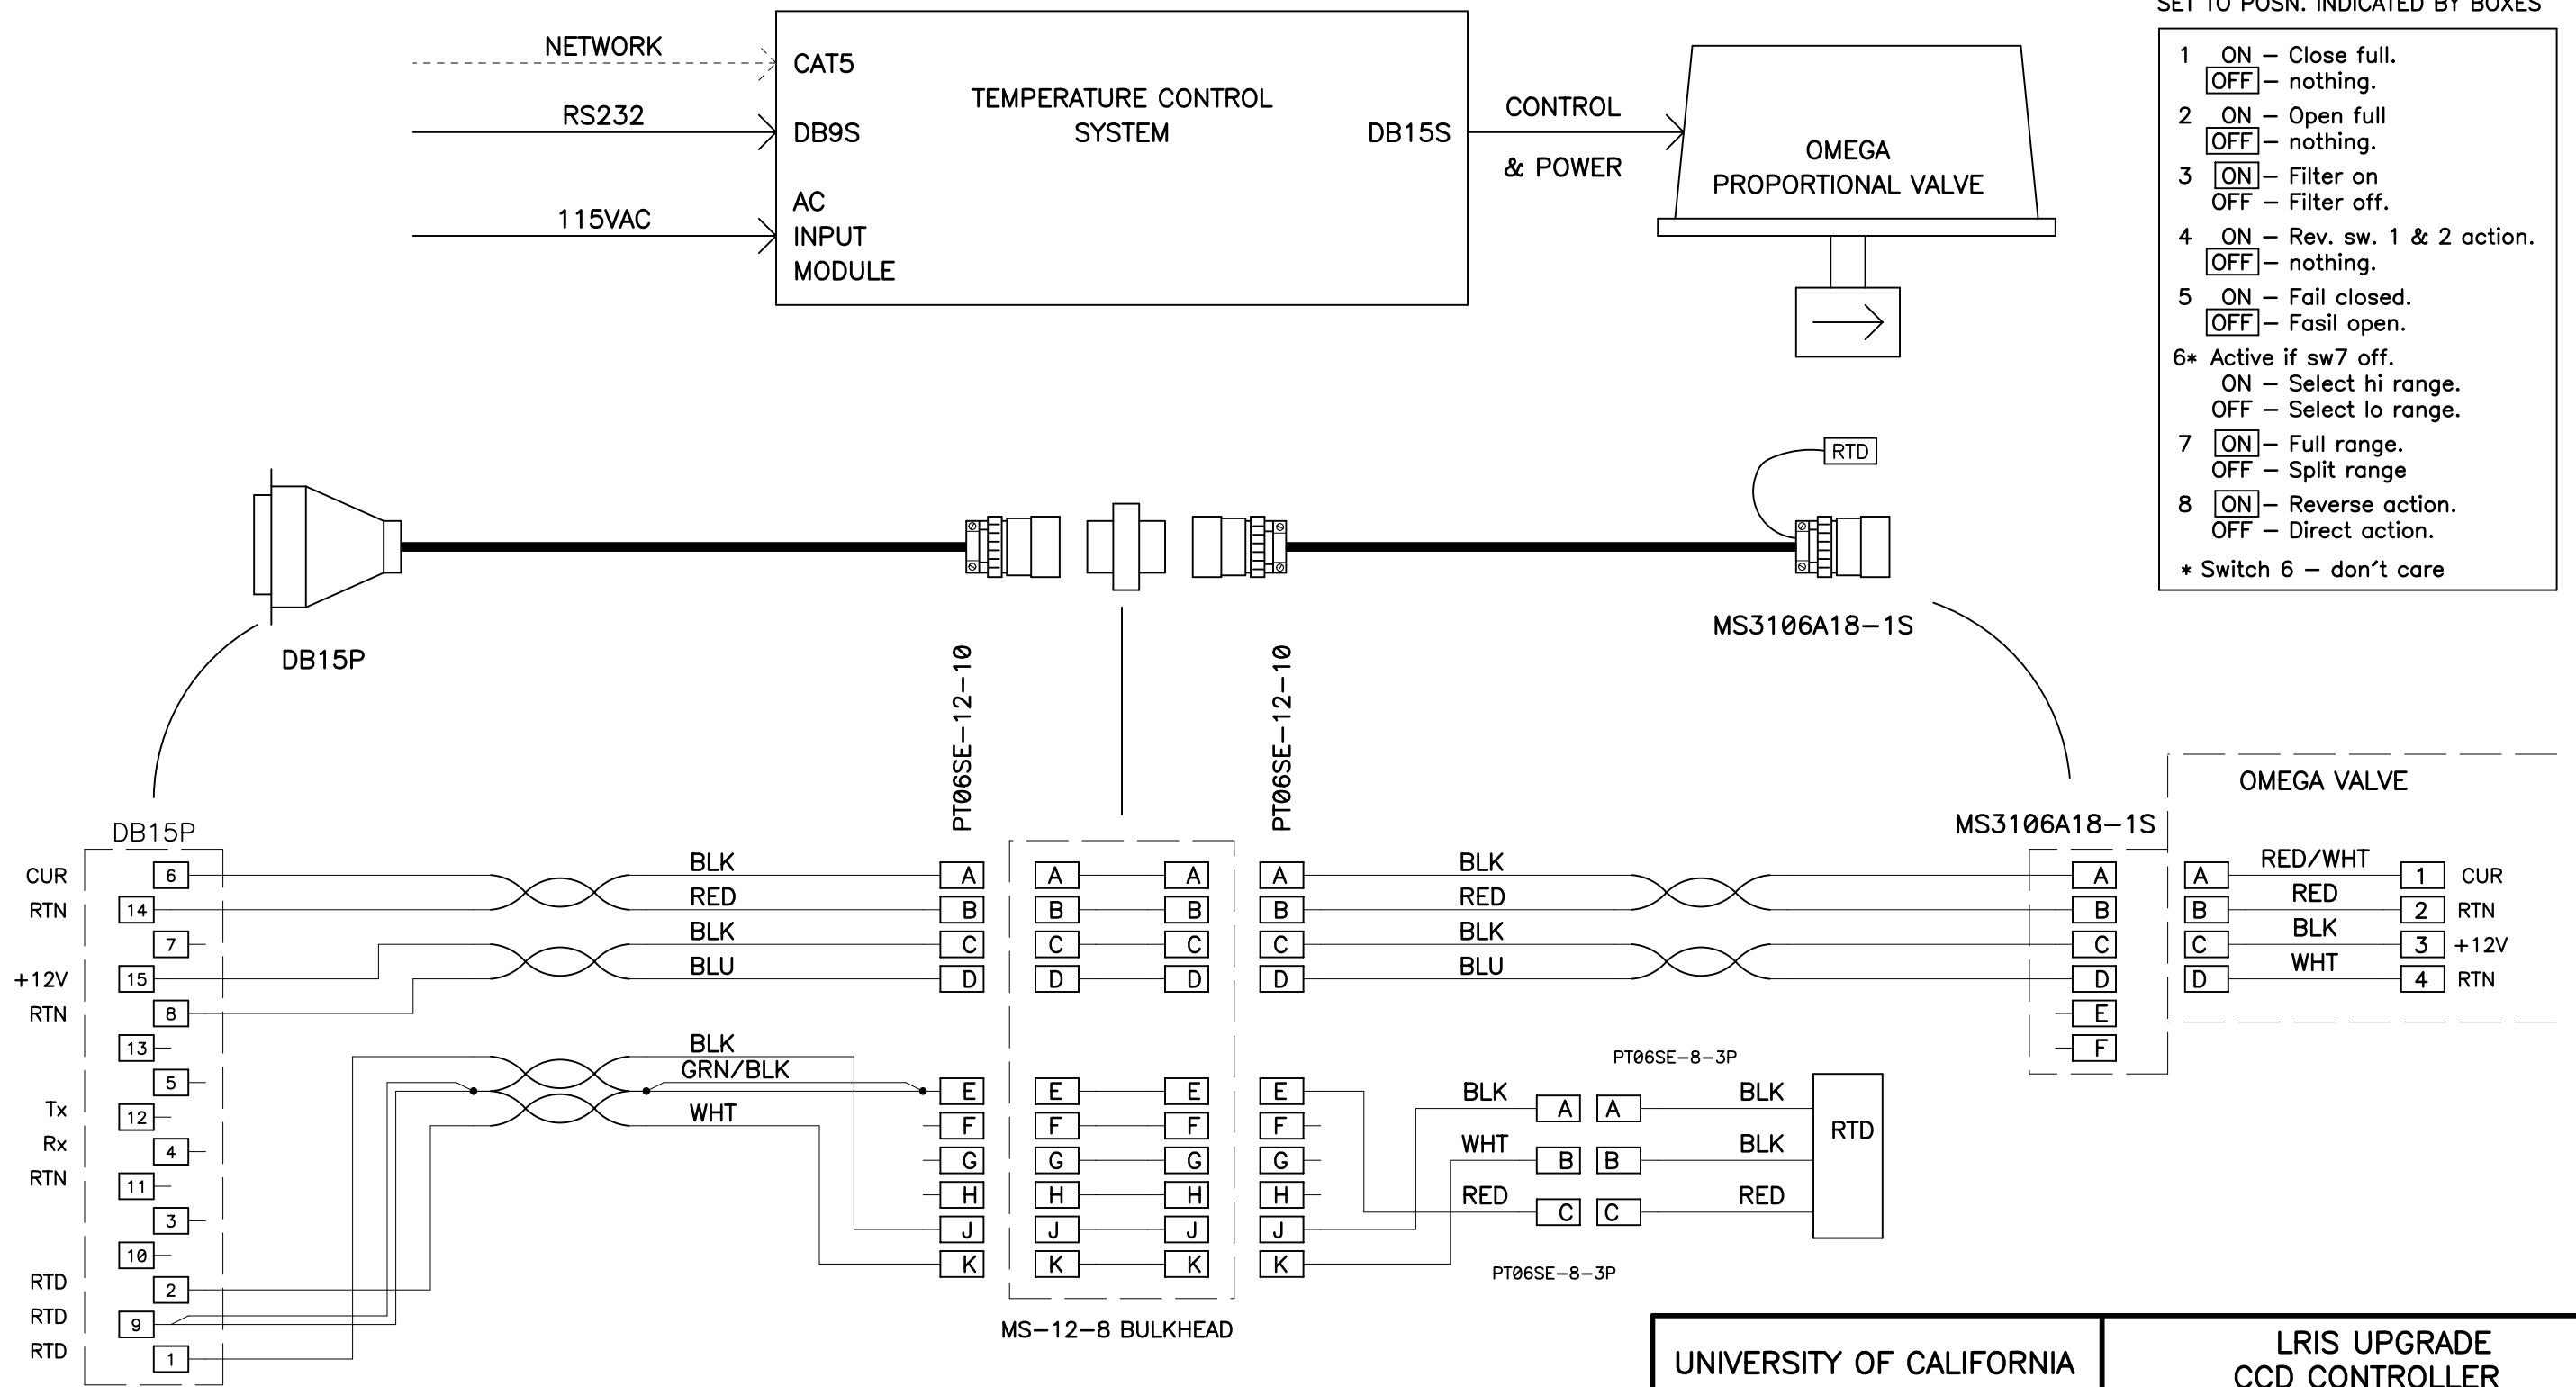 SET TO POSN. INDICATED BY BOXES
1 ON – Close full.
OFF – nothing.
2 ON – Open full
OFF – nothing.
3 ON – Filter on
OFF – Filter off.
4 ON – Rev. sw. 1 & 2 action.
OFF – nothing.
5 ON – Fail closed.
OFF – Fasil open.
6* Active if sw7 off.
ON – Select hi range.
OFF – Select lo range.
7 ON – Full range.
OFF – Split range
8 ON – Reverse action.
OFF – Direct action.
* Switch 6 – don't care
NETWORK
CAT5
RS232
DB9S
115VAC
AC
INPUT
MODULE
TEMPERATURE CONTROL
SYSTEM
DB15S
CONTROL
& POWER
OMEGA
PROPORTIONAL VALVE
RTD
DB15P
PT06SE-12-10
PT06SE-12-10
MS3106A18-1S
DB15P
CUR 6
RTN 14
7
+12V 15
RTN 8
13
5
Tx 12
Rx 4
RTN 11
3
10
RTD 2
RTD 9
RTD 1
BLK
RED
BLK
BLU
BLK
GRN/BLK
WHT
A
B
C
D
E
F
G
H
J
K
A A
B B
C C
D D
E E
F F
G G
H H
J J
K K
MS-12-8 BULKHEAD
A
B
C
D
E
F
G
H
J
K
BLK
RED
BLK
BLU
MS3106A18-1S
A
B
C
D
E
F
OMEGA VALVE
A RED/WHT 1 CUR
B RED 2 RTN
C BLK 3 +12V
D WHT 4 RTN
PT06SE-8-3P
BLK A A BLK
WHT B B BLK
RED C C RED
RTD
PT06SE-8-3P
UNIVERSITY OF CALIFORNIA
LRIS UPGRADE
CCD CONTROLLER